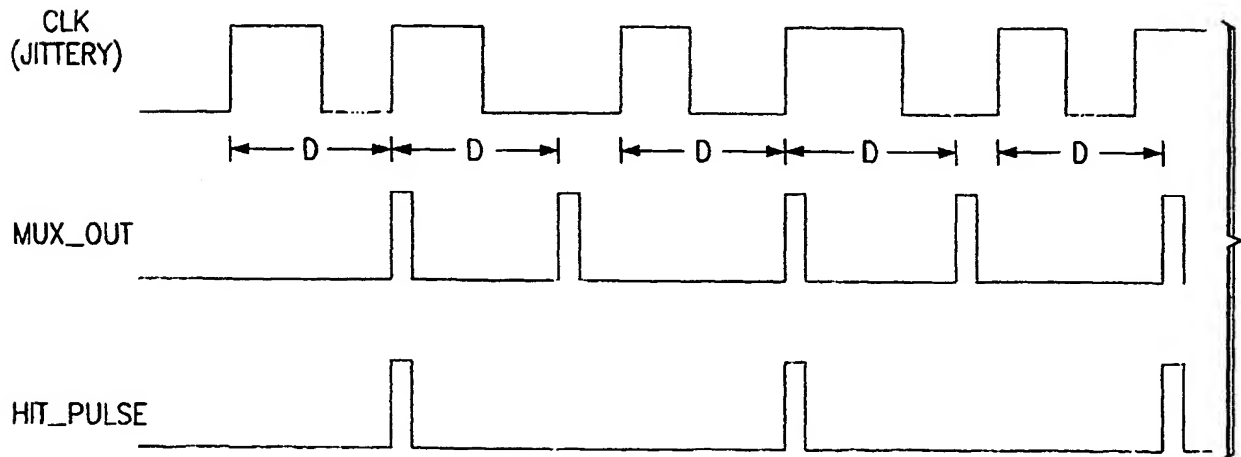 CLK
(JITTERY)
D D D D D
MUX_OUT
HIT_PULSE